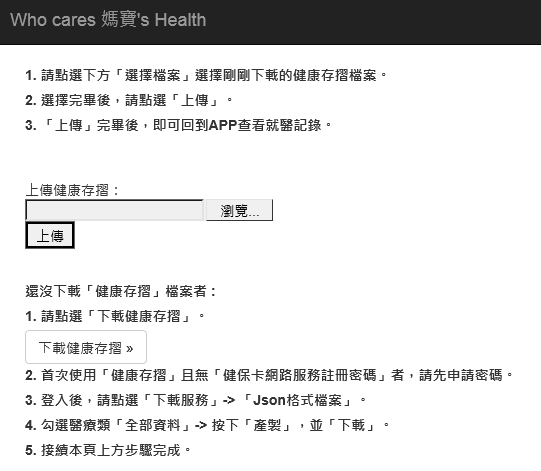 Who cares 媽寶's Health
1. 請點選下方「選擇檔案」選擇剛剛下載的健康存摺檔案。
2. 選擇完畢後，請點選「上傳」。
3. 「上傳」完畢後，即可回到APP查看就醫記錄。
上傳健康存摺：
瀏覽...
上傳
還沒下載「健康存摺」檔案者：
1. 請點選「下載健康存摺」。
下載健康存摺 »
2. 首次使用「健康存摺」且無「健保卡網路服務註冊密碼」者，請先申請密碼。
3. 登入後，請點選「下載服務」-> 「Json格式檔案」。
4. 勾選醫療類「全部資料」-> 按下「產製」，並「下載」。
5. 接續本頁上方步驟完成。